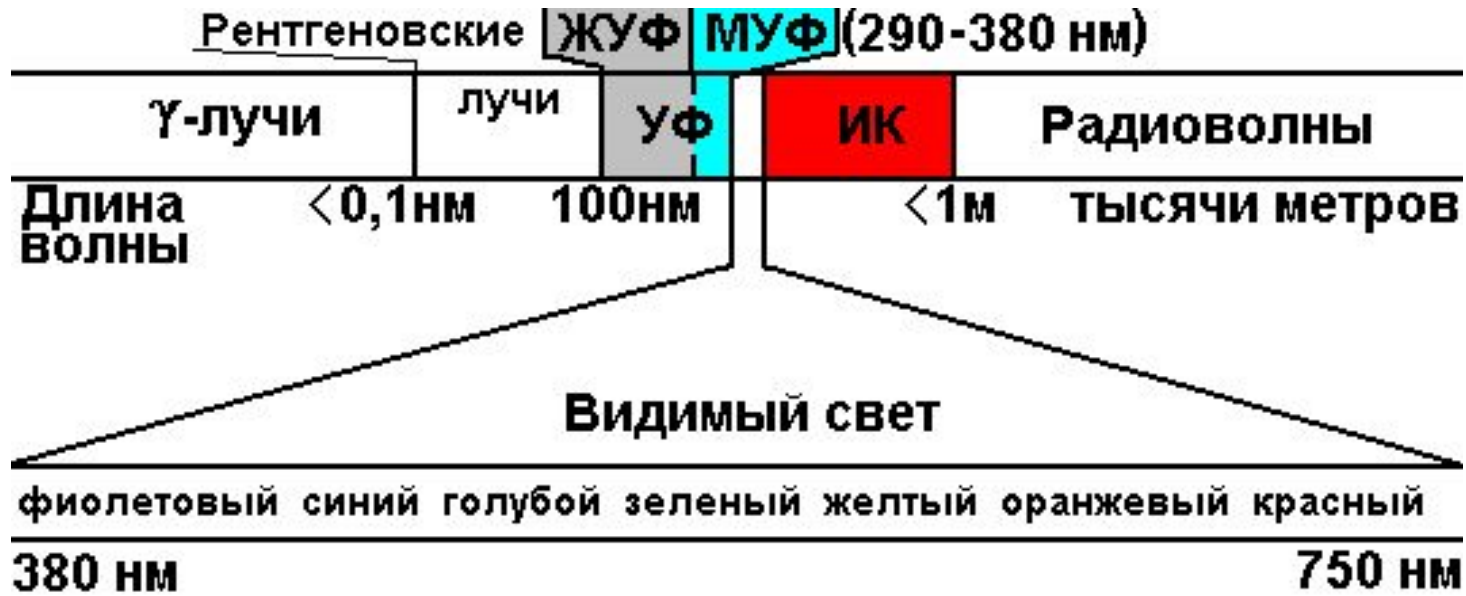 Рентгеновские ЖУФ МУФ (290-380 нм)
γ-лучи лучи УФ ИК Радиоволны
Длина <0,1нм 100нм <1м тысячи метров
волны
Видимый свет
фиолетовый синий голубой зеленый желтый оранжевый красный
380 нм 750 нм